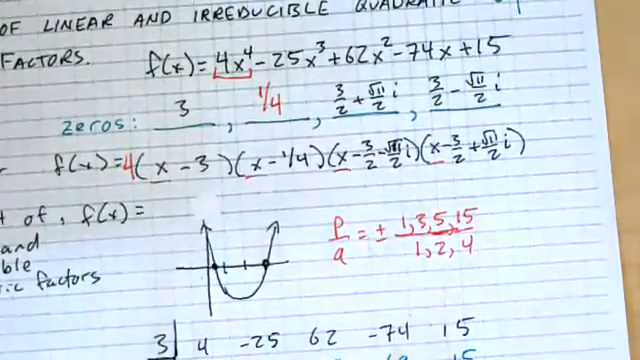 OF LINEAR AND IRREDUCIBLE QUADRATIC
FACTORS. f(x) = 4x⁴ - 25x³ + 62x² - 74x + 15
zeros: 3 , 1/4 , 3/2 + √11/2 i , 3/2 - √11/2 i
f(x) = 4(x - 3)(x - 1/4)(x - 3/2 - √11/2 i)(x - 3/2 + √11/2 i)
of, f(x) =
and
factors
p/q = ± 1,3,5,15 / 1,2,4
3 | 4 -25 62 -74 15